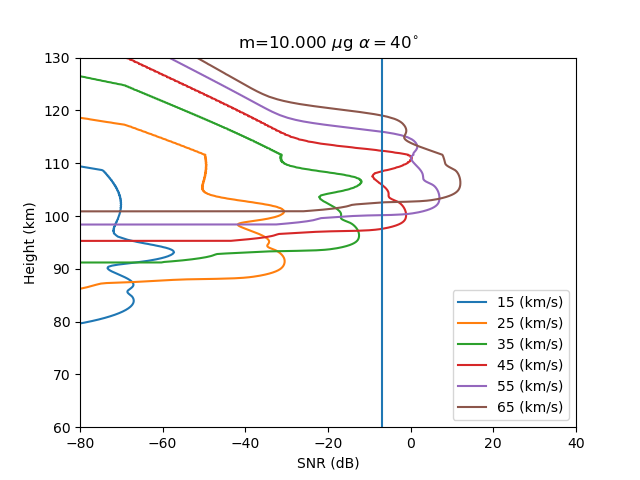 m=10.000 μg α = 40°
Height (km)
130
120
110
100
90
80
70
60
15 (km/s)
25 (km/s)
35 (km/s)
45 (km/s)
55 (km/s)
65 (km/s)
−80 −60 −40 −20 0 20 40
SNR (dB)